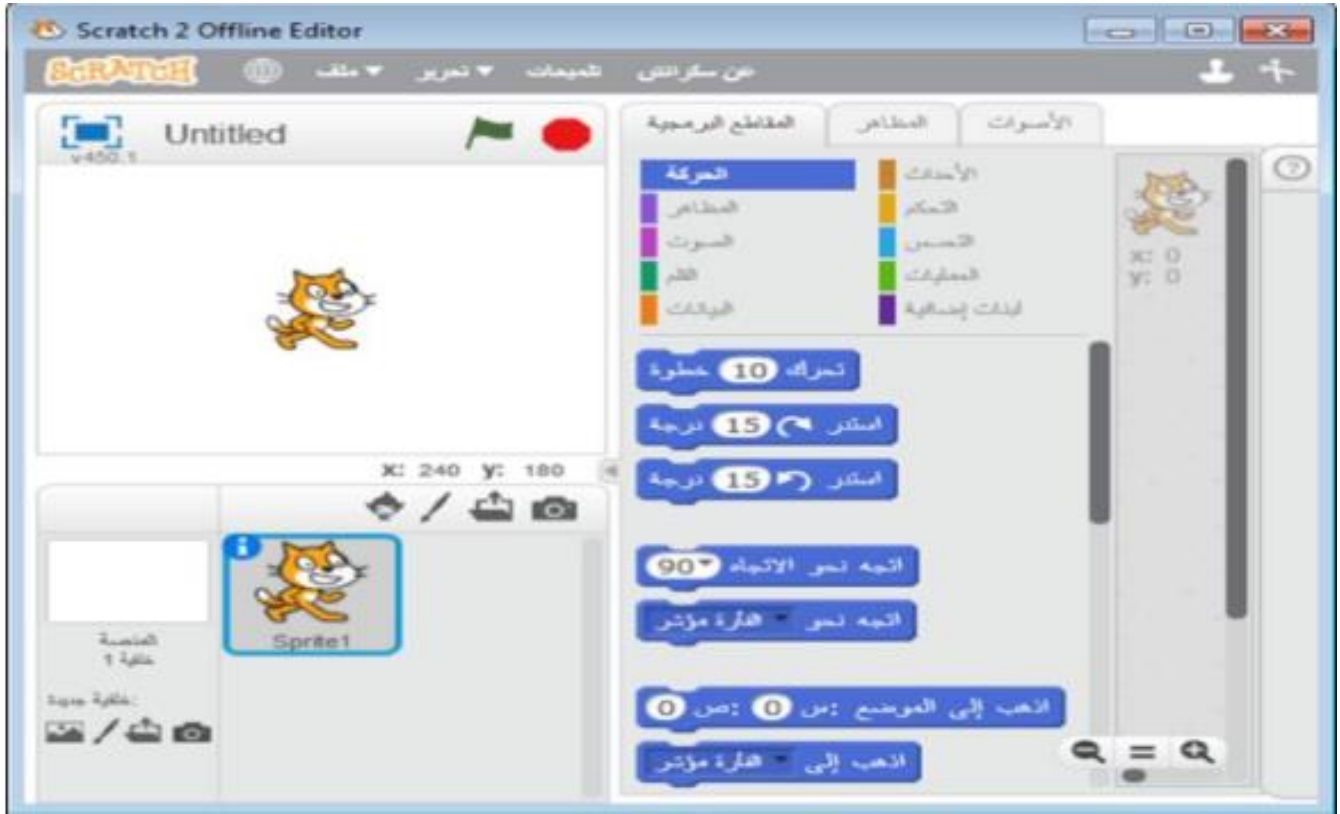 Scratch 2 Offline Editor
SCRATCH ملف تحرير تلميحات عن سكراتش
Untitled
v450.1
المقاطع البرمجية المظاهر الأصوات
الحركة الأحداث
المظاهر التحكم
الصوت التحسس
القلم العمليات
البيانات لبنات إضافية
x: 0
y: 0
تحرك 10 خطوة
استدر 15 درجة
استدر 15 درجة
اتجه نحو الاتجاه 90
اتجه نحو الفأرة مؤشر
اذهب إلى الموضع :س 0 :ص 0
اذهب إلى الفأرة مؤشر
X: 240 y: 180
Sprite1
المنصة
خلفية 1
خلفية جديدة: